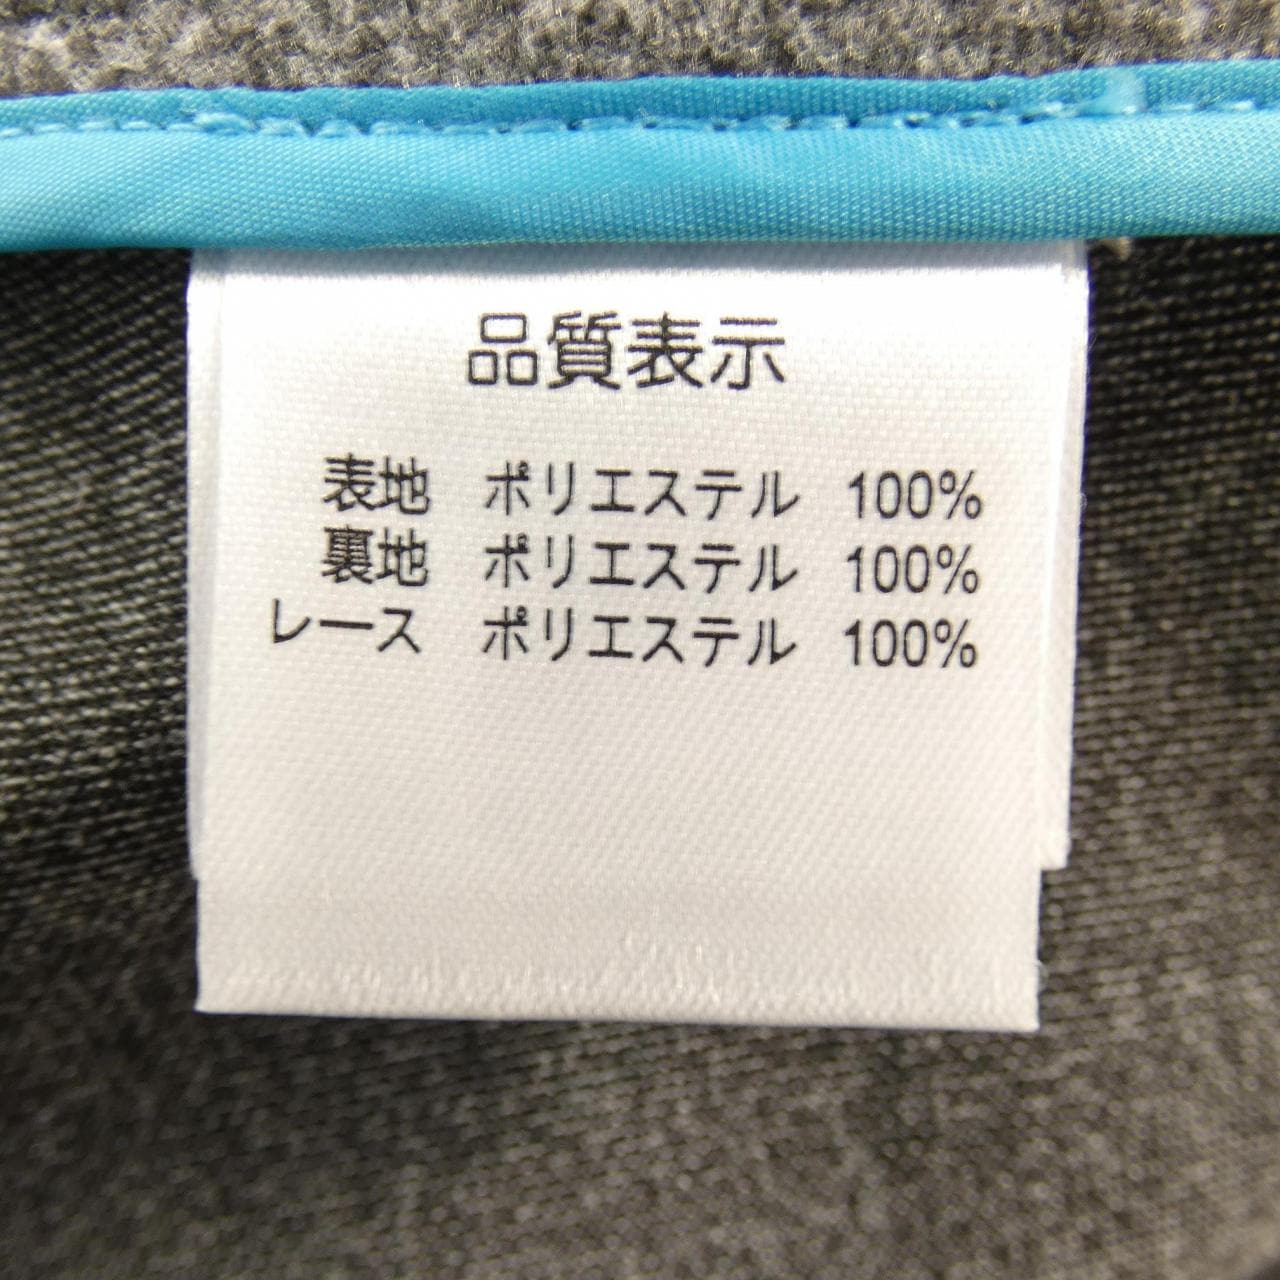 品質表示
表地 ポリエステル 100%
裏地 ポリエステル 100%
レース ポリエステル 100%